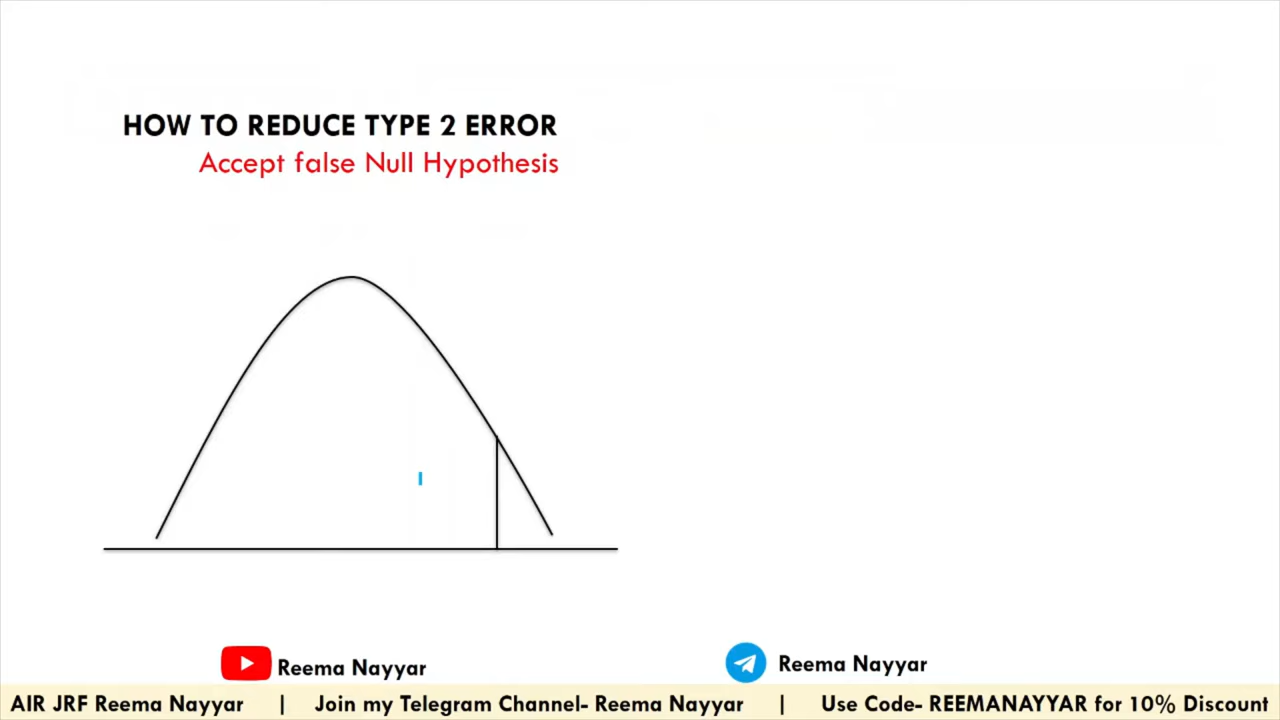 HOW TO REDUCE TYPE 2 ERROR
Accept false Null Hypothesis
Reema Nayyar
Reema Nayyar
AIR JRF Reema Nayyar | Join my Telegram Channel- Reema Nayyar | Use Code- REEMANAYYAR for 10% Discount